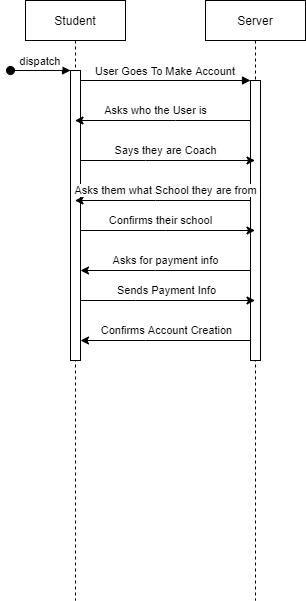 Student
Server
dispatch
User Goes To Make Account
Asks who the User is
Says they are Coach
Asks them what School they are from
Confirms their school
Asks for payment info
Sends Payment Info
Confirms Account Creation